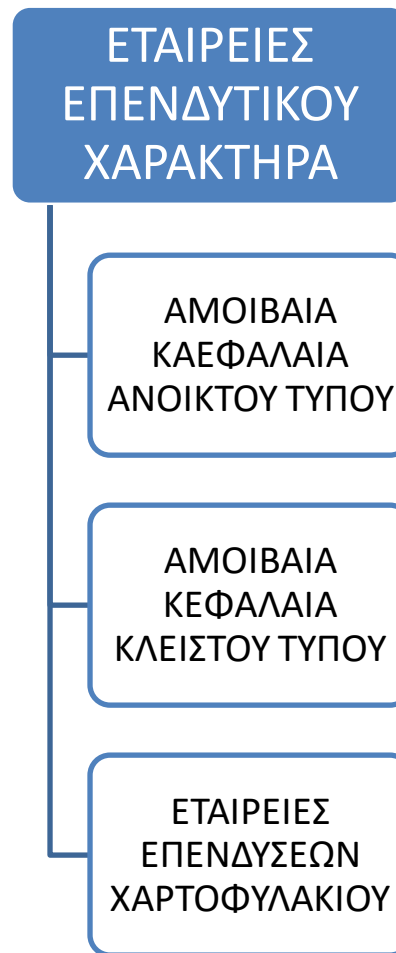 ΕΤΑΙΡΕΙΕΣ
ΕΠΕΝΔΥΤΙΚΟΥ
ΧΑΡΑΚΤΗΡΑ
ΑΜΟΙΒΑΙΑ
ΚΑΕΦΑΛΑΙΑ
ΑΝΟΙΚΤΟΥ ΤΥΠΟΥ
ΑΜΟΙΒΑΙΑ
ΚΕΦΑΛΑΙΑ
ΚΛΕΙΣΤΟΥ ΤΥΠΟΥ
ΕΤΑΙΡΕΙΕΣ
ΕΠΕΝΔΥΣΕΩΝ
ΧΑΡΤΟΦΥΛΑΚΙΟΥ